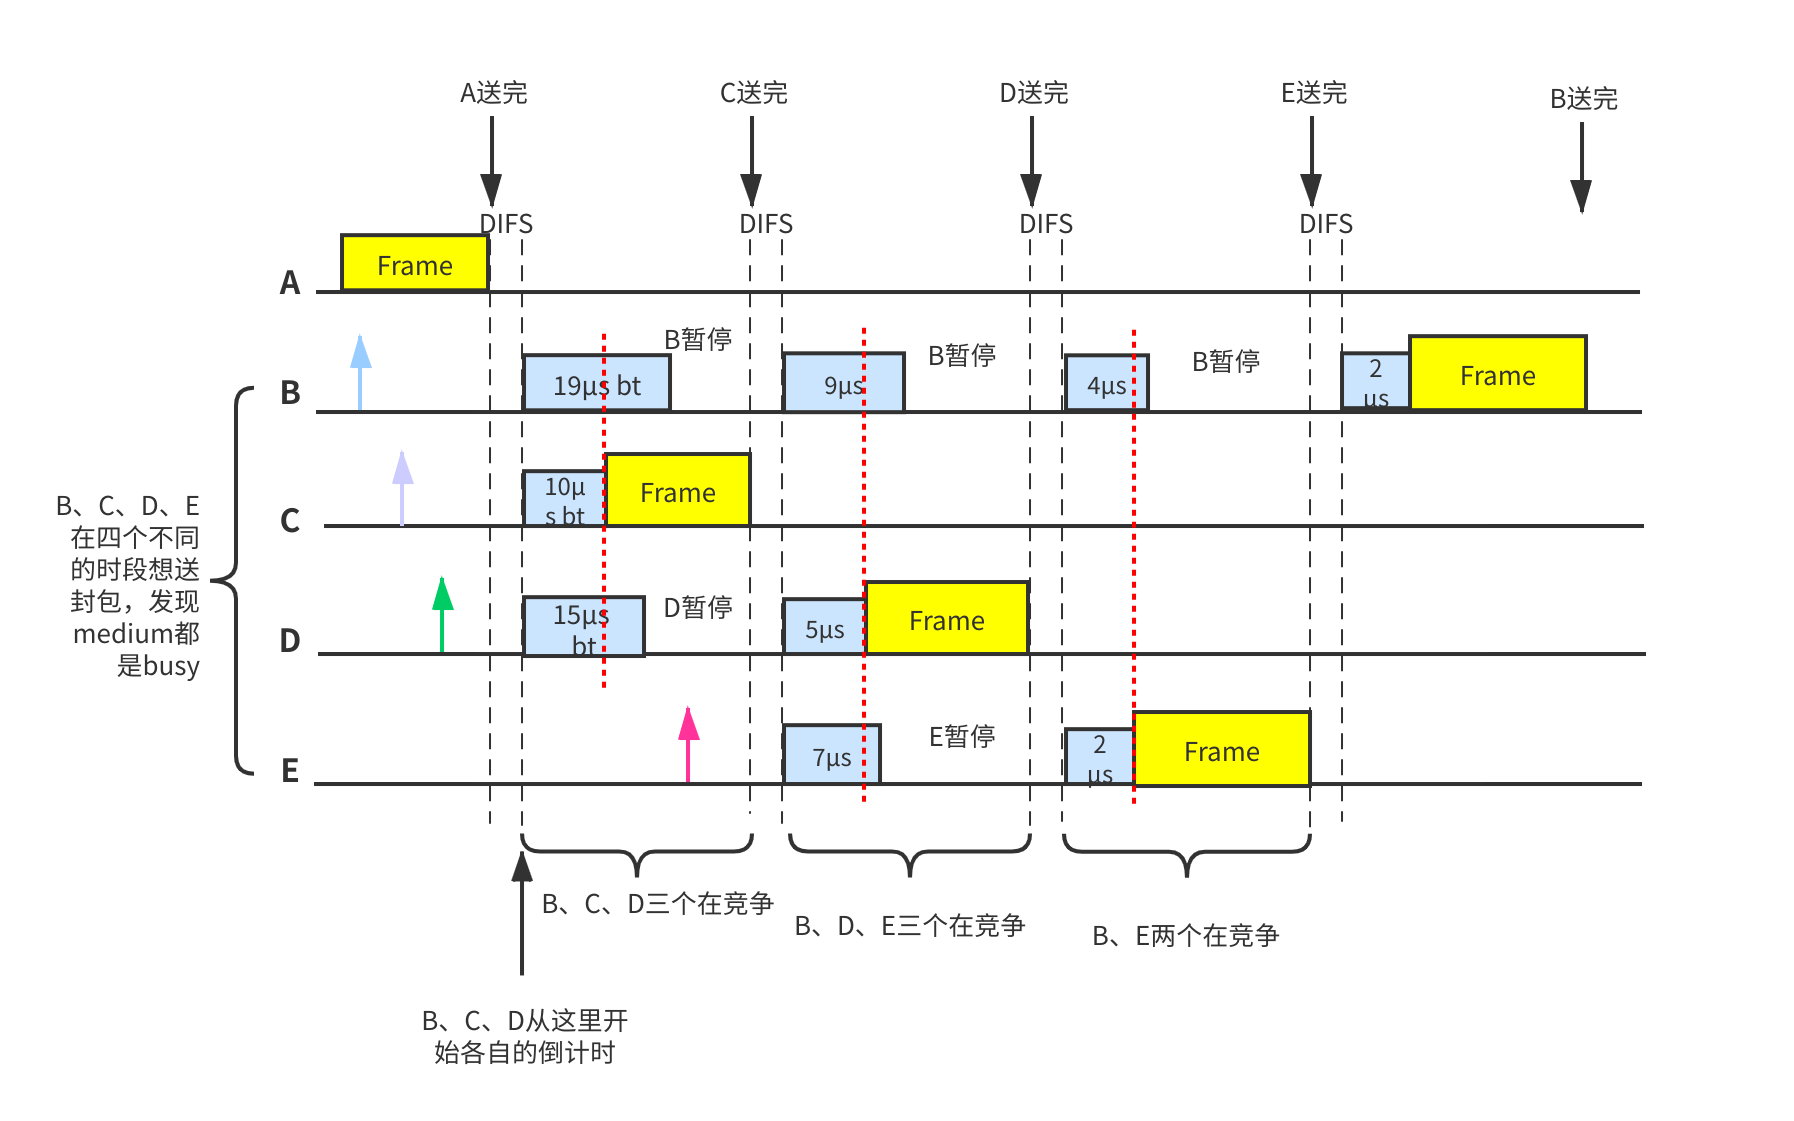 A送完
C送完
D送完
E送完
B送完
DIFS
DIFS
DIFS
DIFS
Frame
A
B暂停
B暂停
B暂停
19μs bt
9μs
4μs
2
μs
Frame
B
10μ
s bt
Frame
C
B、C、D、E
在四个不同
的时段想送
封包，发现
medium都
是busy
15μs
bt
D暂停
5μs
Frame
D
7μs
E暂停
2
μs
Frame
E
B、C、D三个在竞争
B、D、E三个在竞争
B、E两个在竞争
B、C、D从这里开
始各自的倒计时